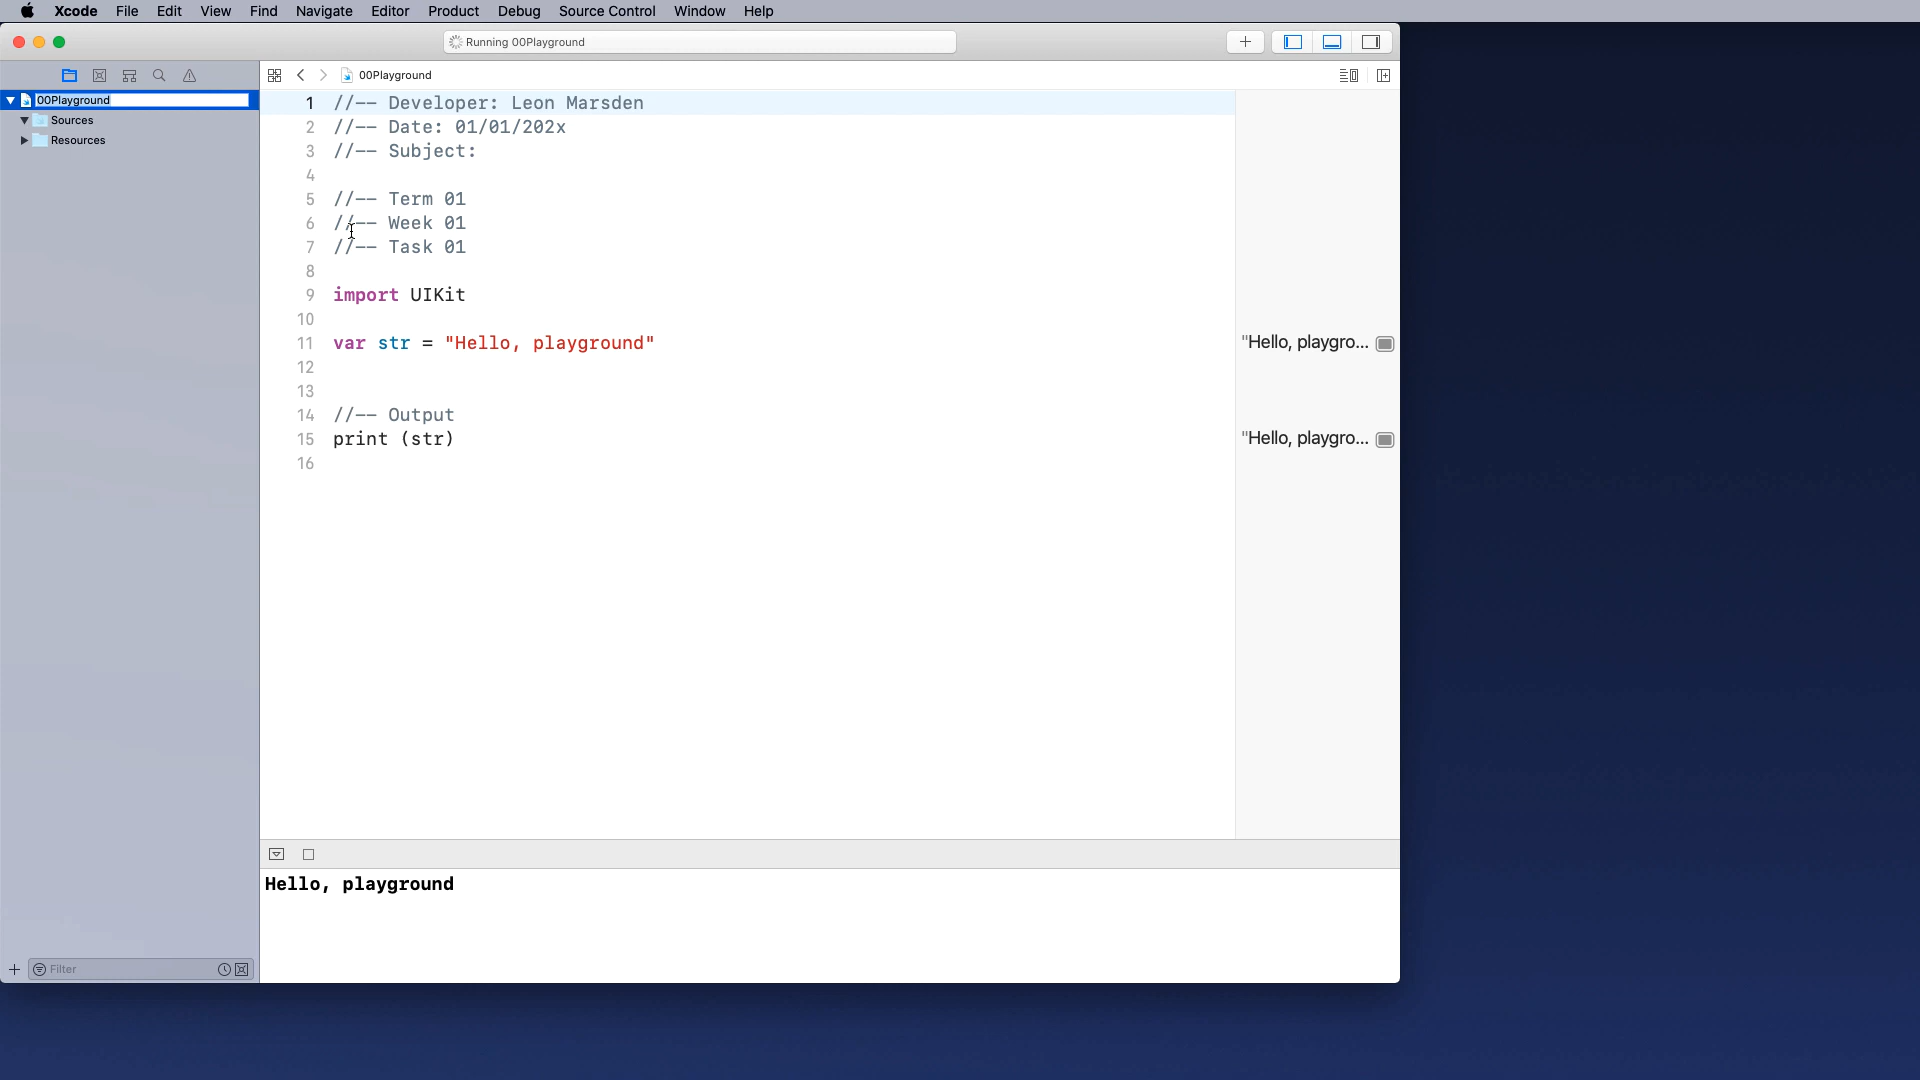 Xcode File Edit View Find Navigate Editor Product Debug Source Control Window Help
Running 00Playground
00Playground
00Playground
Sources
Resources
1 //-- Developer: Leon Marsden
2 //-- Date: 01/01/202x
3 //-- Subject:
4
5 //-- Term 01
6 //-- Week 01
7 //-- Task 01
8
9 import UIKit
10
11 var str = "Hello, playground" "Hello, playgro...
12
13
14 //-- Output
15 print (str) "Hello, playgro...
16
Hello, playground
Filter